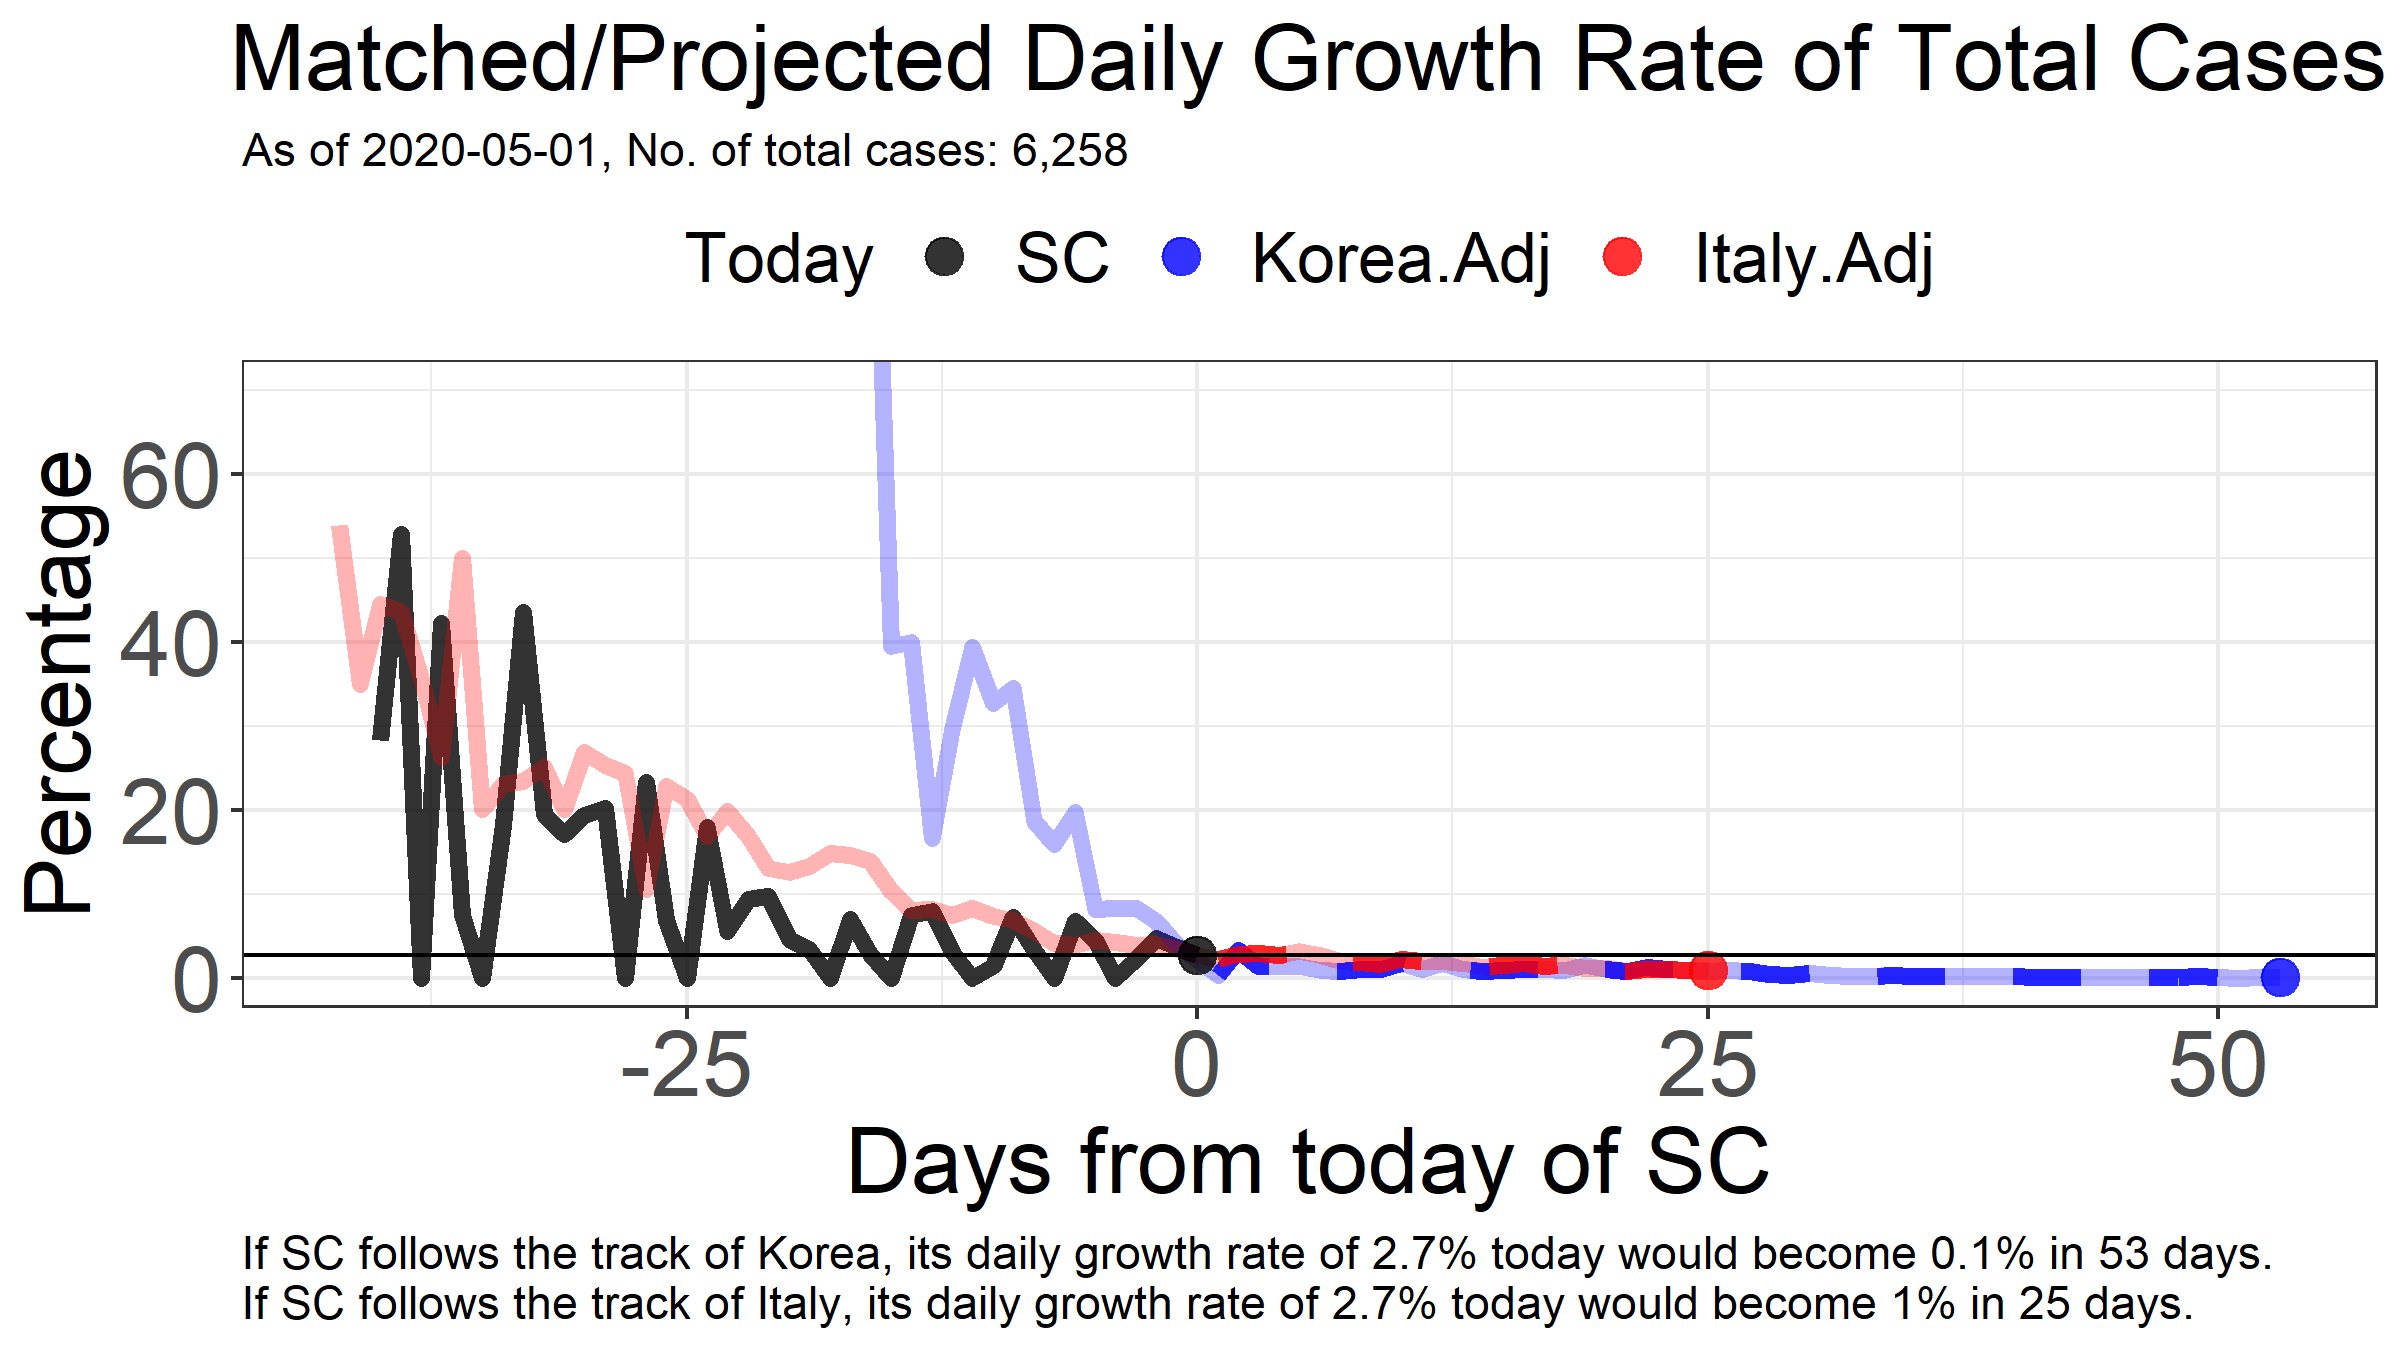 Matched/Projected Daily Growth Rate of Total Cases
As of 2020-05-01, No. of total cases: 6,258
Today SC Korea.Adj Italy.Adj
Percentage
60
40
20
0
-25 0 25 50
Days from today of SC
If SC follows the track of Korea, its daily growth rate of 2.7% today would become 0.1% in 53 days.
If SC follows the track of Italy, its daily growth rate of 2.7% today would become 1% in 25 days.